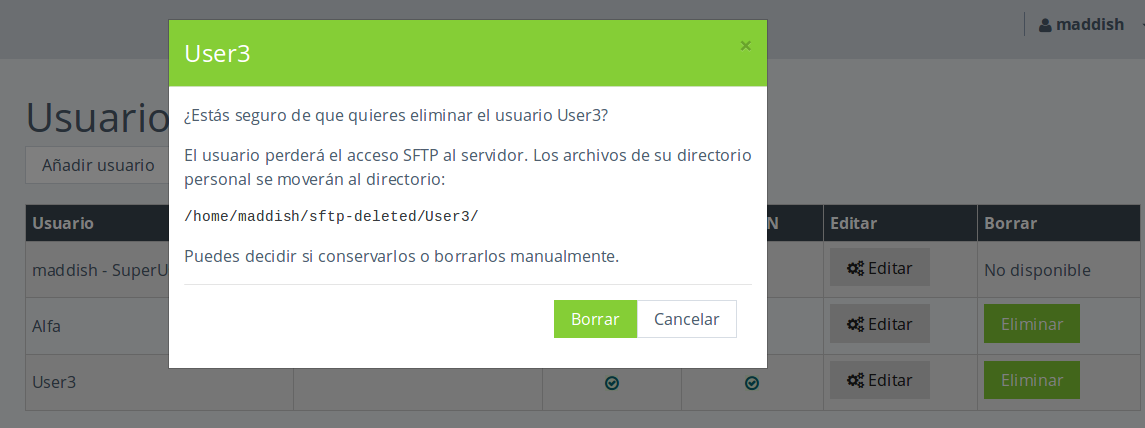 maddish
User3
×
¿Estás seguro de que quieres eliminar el usuario User3?
El usuario perderá el acceso SFTP al servidor. Los archivos de su directorio
personal se moverán al directorio:
/home/maddish/sftp-deleted/User3/
Puedes decidir si conservarlos o borrarlos manualmente.
Borrar Cancelar
Usuario
Añadir usuario
Usuario N Editar Borrar
maddish - SuperU Editar No disponible
Alfa Editar Eliminar
User3 Editar Eliminar